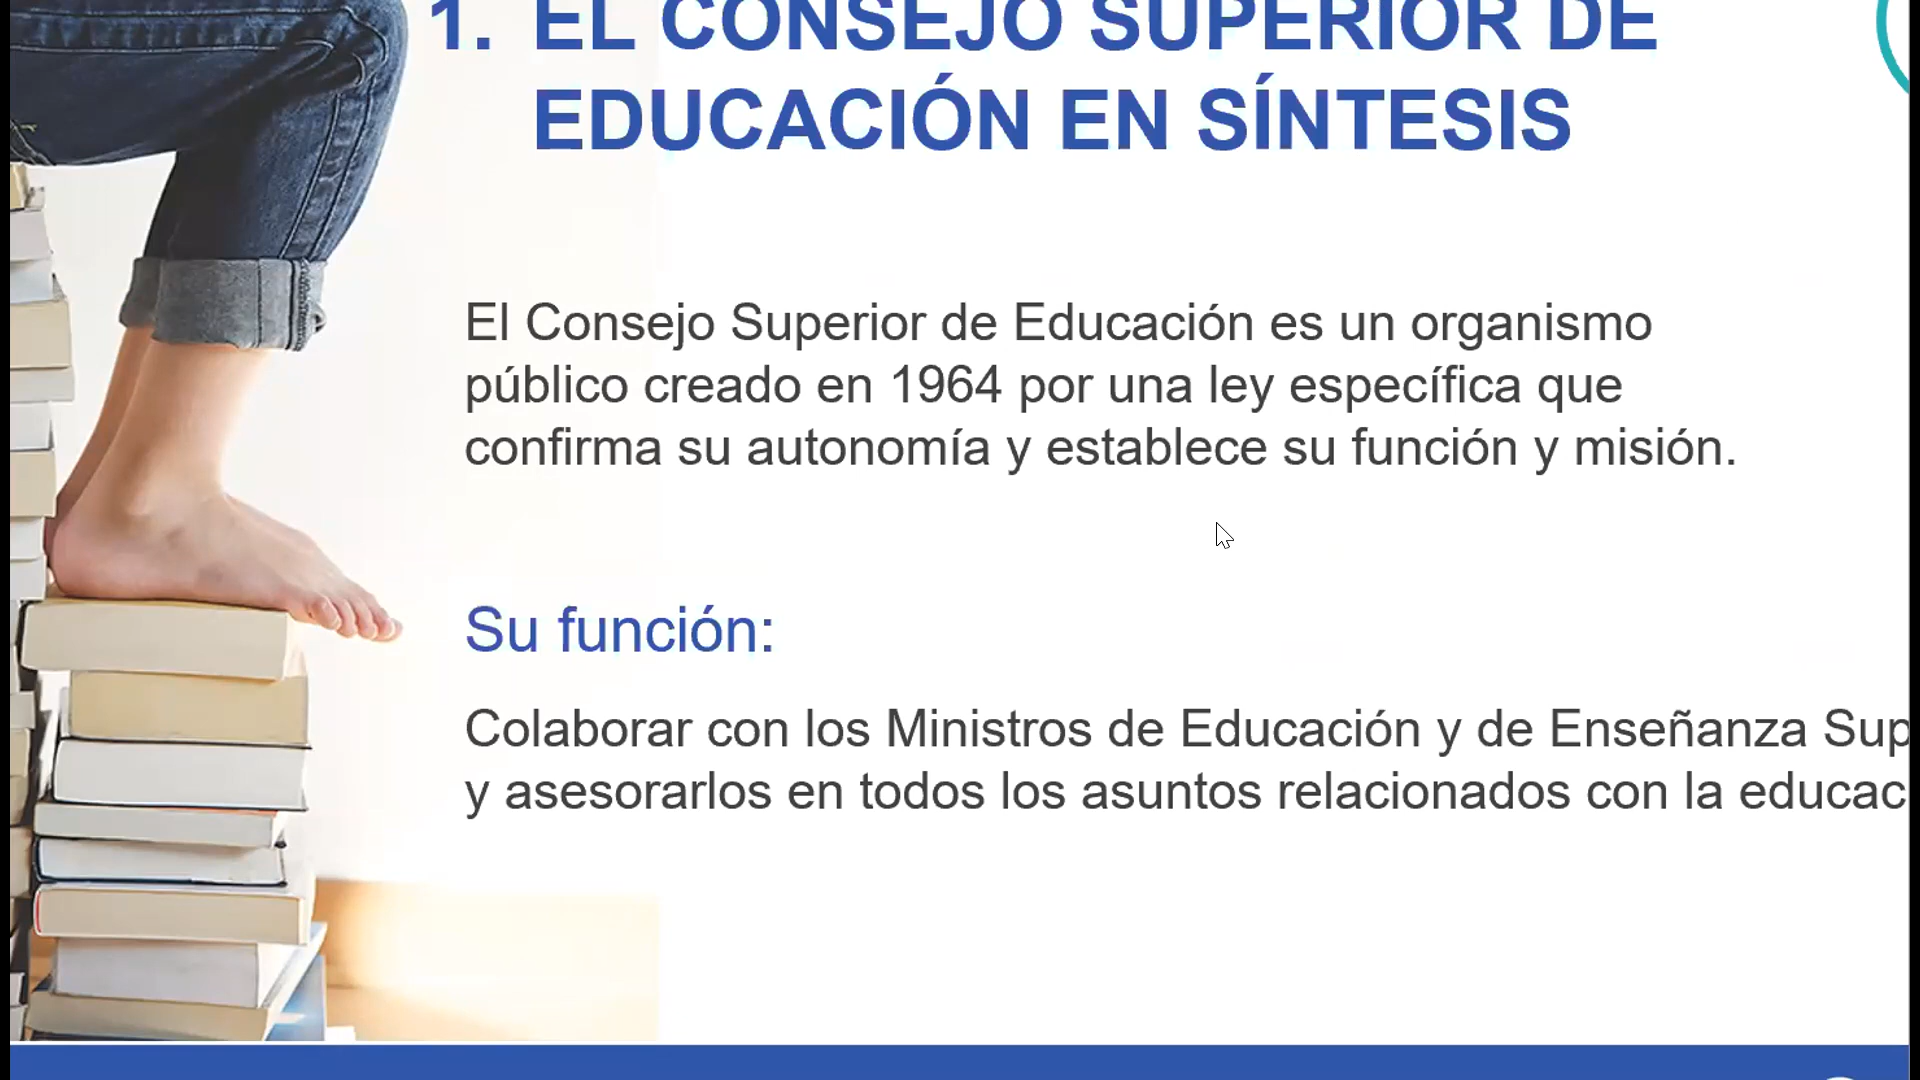 1. EL CONSEJO SUPERIOR DE
EDUCACIÓN EN SÍNTESIS
El Consejo Superior de Educación es un organismo
público creado en 1964 por una ley específica que
confirma su autonomía y establece su función y misión.
Su función:
Colaborar con los Ministros de Educación y de Enseñanza Sup
y asesorarlos en todos los asuntos relacionados con la educac